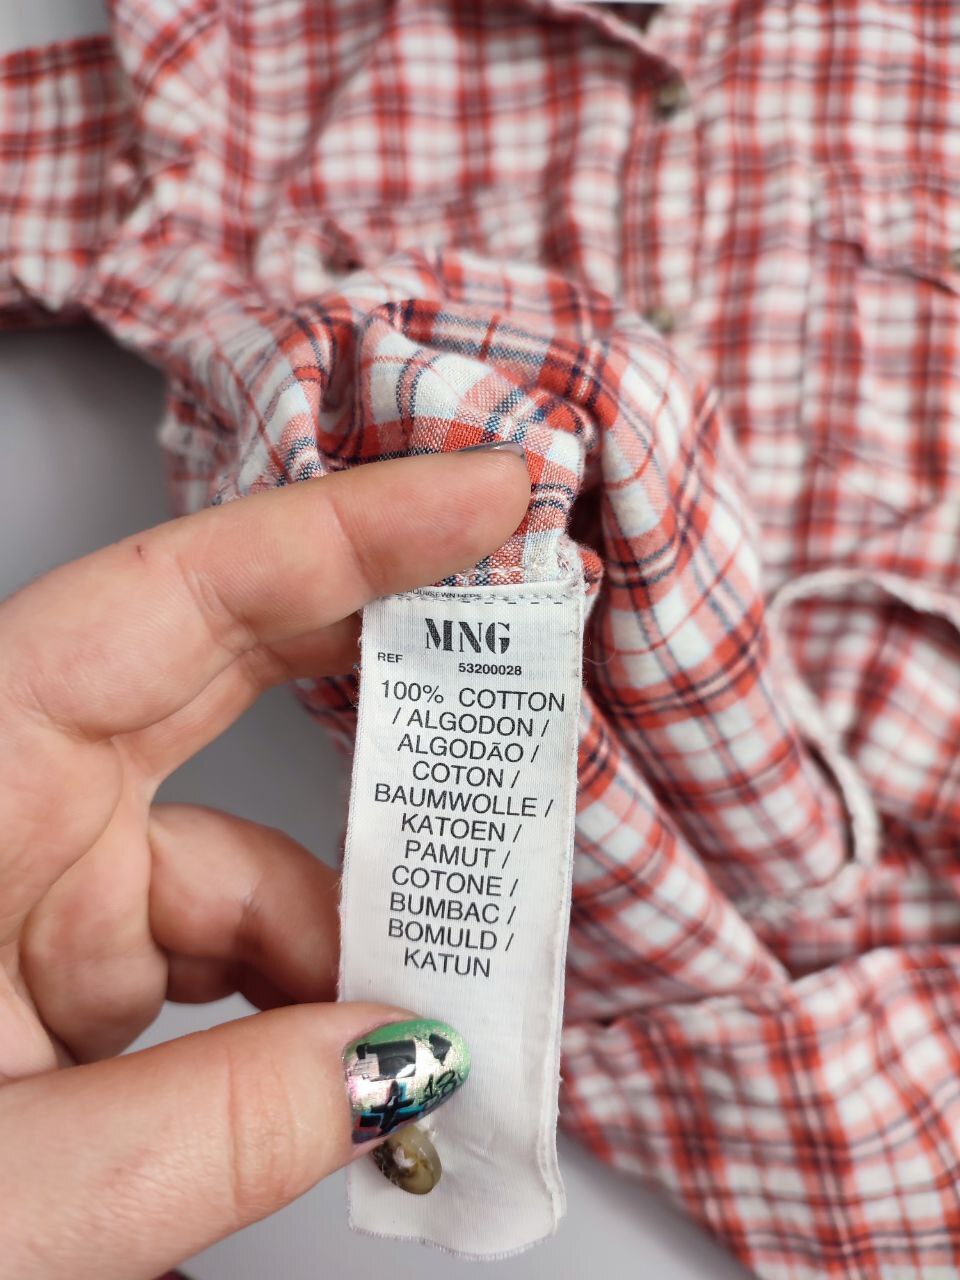 MNG
REF 53200028
100% COTTON
/ ALGODON /
ALGODÃO /
COTON /
BAUMWOLLE /
KATOEN /
PAMUT /
COTONE /
BUMBAC /
BOMULD /
KATUN